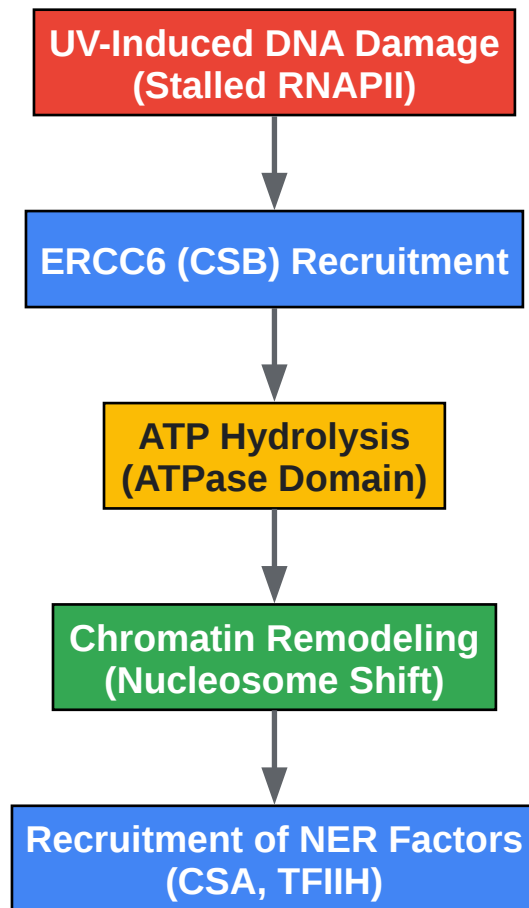 UV-Induced DNA Damage
(Stalled RNAPII)
ERCC6 (CSB) Recruitment
ATP Hydrolysis
(ATPase Domain)
Chromatin Remodeling
(Nucleosome Shift)
Recruitment of NER Factors
(CSA, TFIIH)